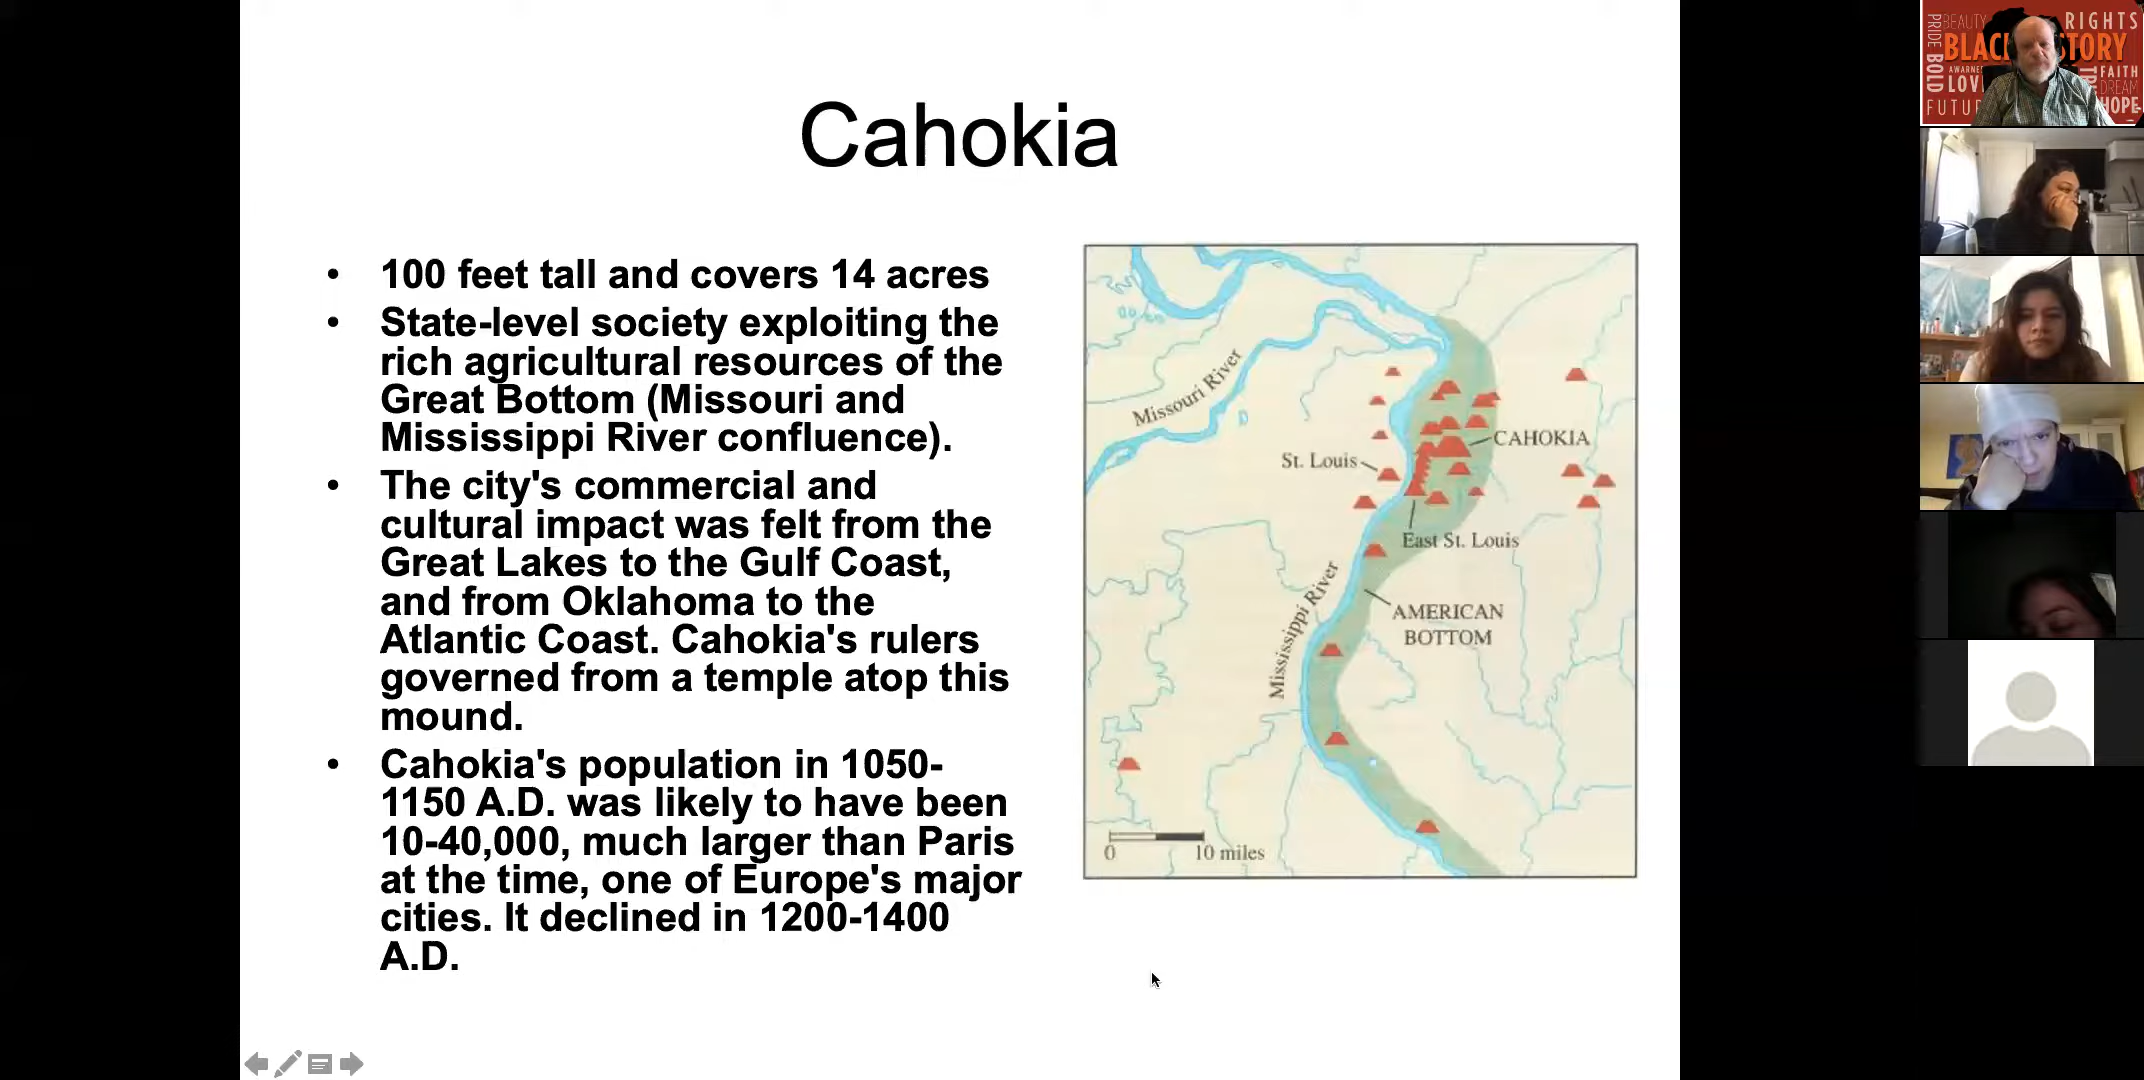 Cahokia
• 100 feet tall and covers 14 acres
• State-level society exploiting the
rich agricultural resources of the
Great Bottom (Missouri and
Mississippi River confluence).
• The city's commercial and
cultural impact was felt from the
Great Lakes to the Gulf Coast,
and from Oklahoma to the
Atlantic Coast. Cahokia's rulers
governed from a temple atop this
mound.
• Cahokia's population in 1050-
1150 A.D. was likely to have been
10-40,000, much larger than Paris
at the time, one of Europe's major
cities. It declined in 1200-1400
A.D.
Missouri River
CAHOKIA
St. Louis
East St. Louis
Mississippi River
AMERICAN
BOTTOM
0 10 miles
PRIDE
BOLD
BEAUTY
RIGHTS
FAITH
DREAM
HOPE